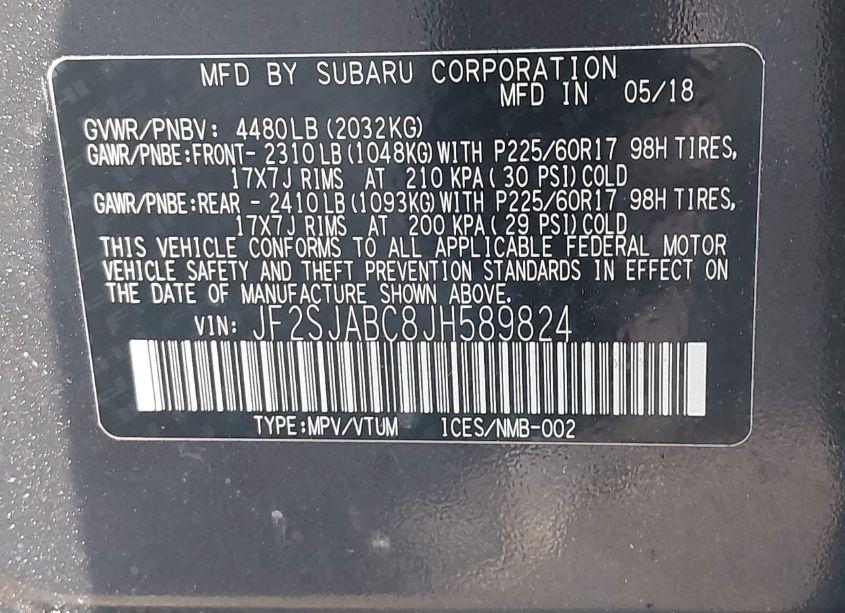 MFD BY SUBARU CORPORATION
MFD IN 05/18
GVWR/PNBV: 4480LB(2032KG)
GAWR/PNBE:FRONT- 2310LB(1048KG)WITH P225/60R17 98H TIRES,
17X7J RIMS AT 210 KPA( 30 PSI)COLD
GAWR/PNBE:REAR - 2410LB(1093KG)WITH P225/60R17 98H TIRES,
17X7J RIMS AT 200 KPA( 29 PSI)COLD
THIS VEHICLE CONFORMS TO ALL APPLICABLE FEDERAL MOTOR
VEHICLE SAFETY AND THEFT PREVENTION STANDARDS IN EFFECT ON
THE DATE OF MANUFACTURE SHOWN ABOVE.
VIN: JF2SJABC8JH589824
TYPE:MPV/VTUM ICES/NMB-002